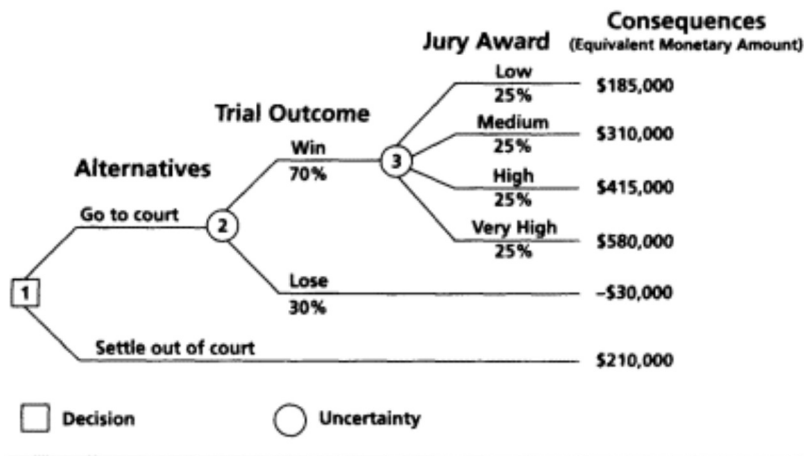 Consequences
Jury Award (Equivalent Monetary Amount)
Low
25% $185,000
Trial Outcome
Medium
25% $310,000
Win
70%
3
High
25% $415,000
Alternatives
Go to court
2
Very High
25% $580,000
1
Lose
30% –$30,000
Settle out of court $210,000
Decision Uncertainty